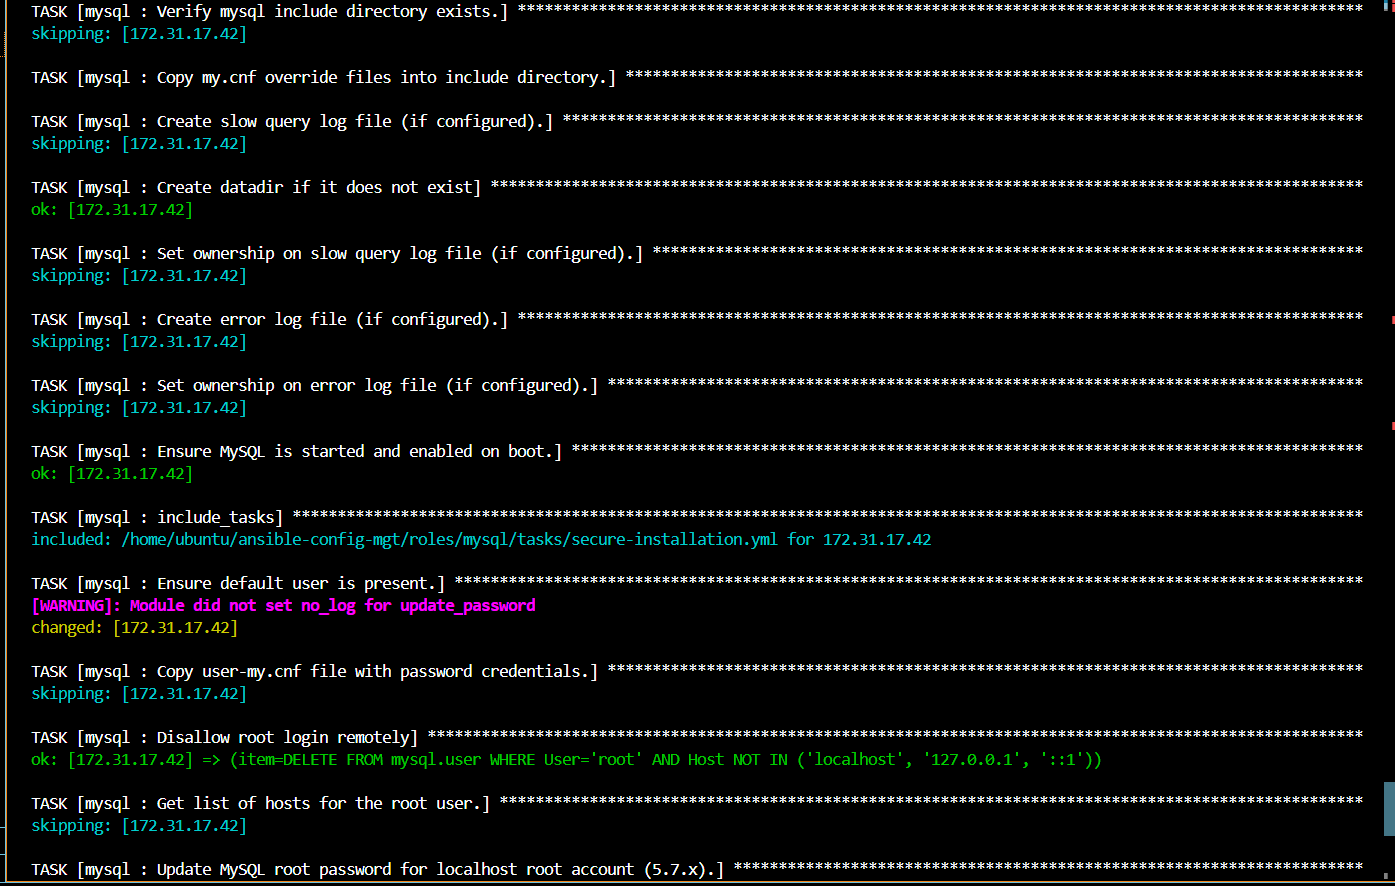 TASK [mysql : Verify mysql include directory exists.] **********************************************************************************************
skipping: [172.31.17.42]
TASK [mysql : Copy my.cnf override files into include directory.] **********************************************************************************
TASK [mysql : Create slow query log file (if configured).] *****************************************************************************************
skipping: [172.31.17.42]
TASK [mysql : Create datadir if it does not exist] *************************************************************************************************
ok: [172.31.17.42]
TASK [mysql : Set ownership on slow query log file (if configured).] *******************************************************************************
skipping: [172.31.17.42]
TASK [mysql : Create error log file (if configured).] **********************************************************************************************
skipping: [172.31.17.42]
TASK [mysql : Set ownership on error log file (if configured).] ************************************************************************************
skipping: [172.31.17.42]
TASK [mysql : Ensure MySQL is started and enabled on boot.] ****************************************************************************************
ok: [172.31.17.42]
TASK [mysql : include_tasks] ***********************************************************************************************************************
included: /home/ubuntu/ansible-config-mgt/roles/mysql/tasks/secure-installation.yml for 172.31.17.42
TASK [mysql : Ensure default user is present.] *****************************************************************************************************
[WARNING]: Module did not set no_log for update_password
changed: [172.31.17.42]
TASK [mysql : Copy user-my.cnf file with password credentials.] ************************************************************************************
skipping: [172.31.17.42]
TASK [mysql : Disallow root login remotely] ********************************************************************************************************
ok: [172.31.17.42] => (item=DELETE FROM mysql.user WHERE User='root' AND Host NOT IN ('localhost', '127.0.0.1', '::1'))
TASK [mysql : Get list of hosts for the root user.] ************************************************************************************************
skipping: [172.31.17.42]
TASK [mysql : Update MySQL root password for localhost root account (5.7.x).] **********************************************************************